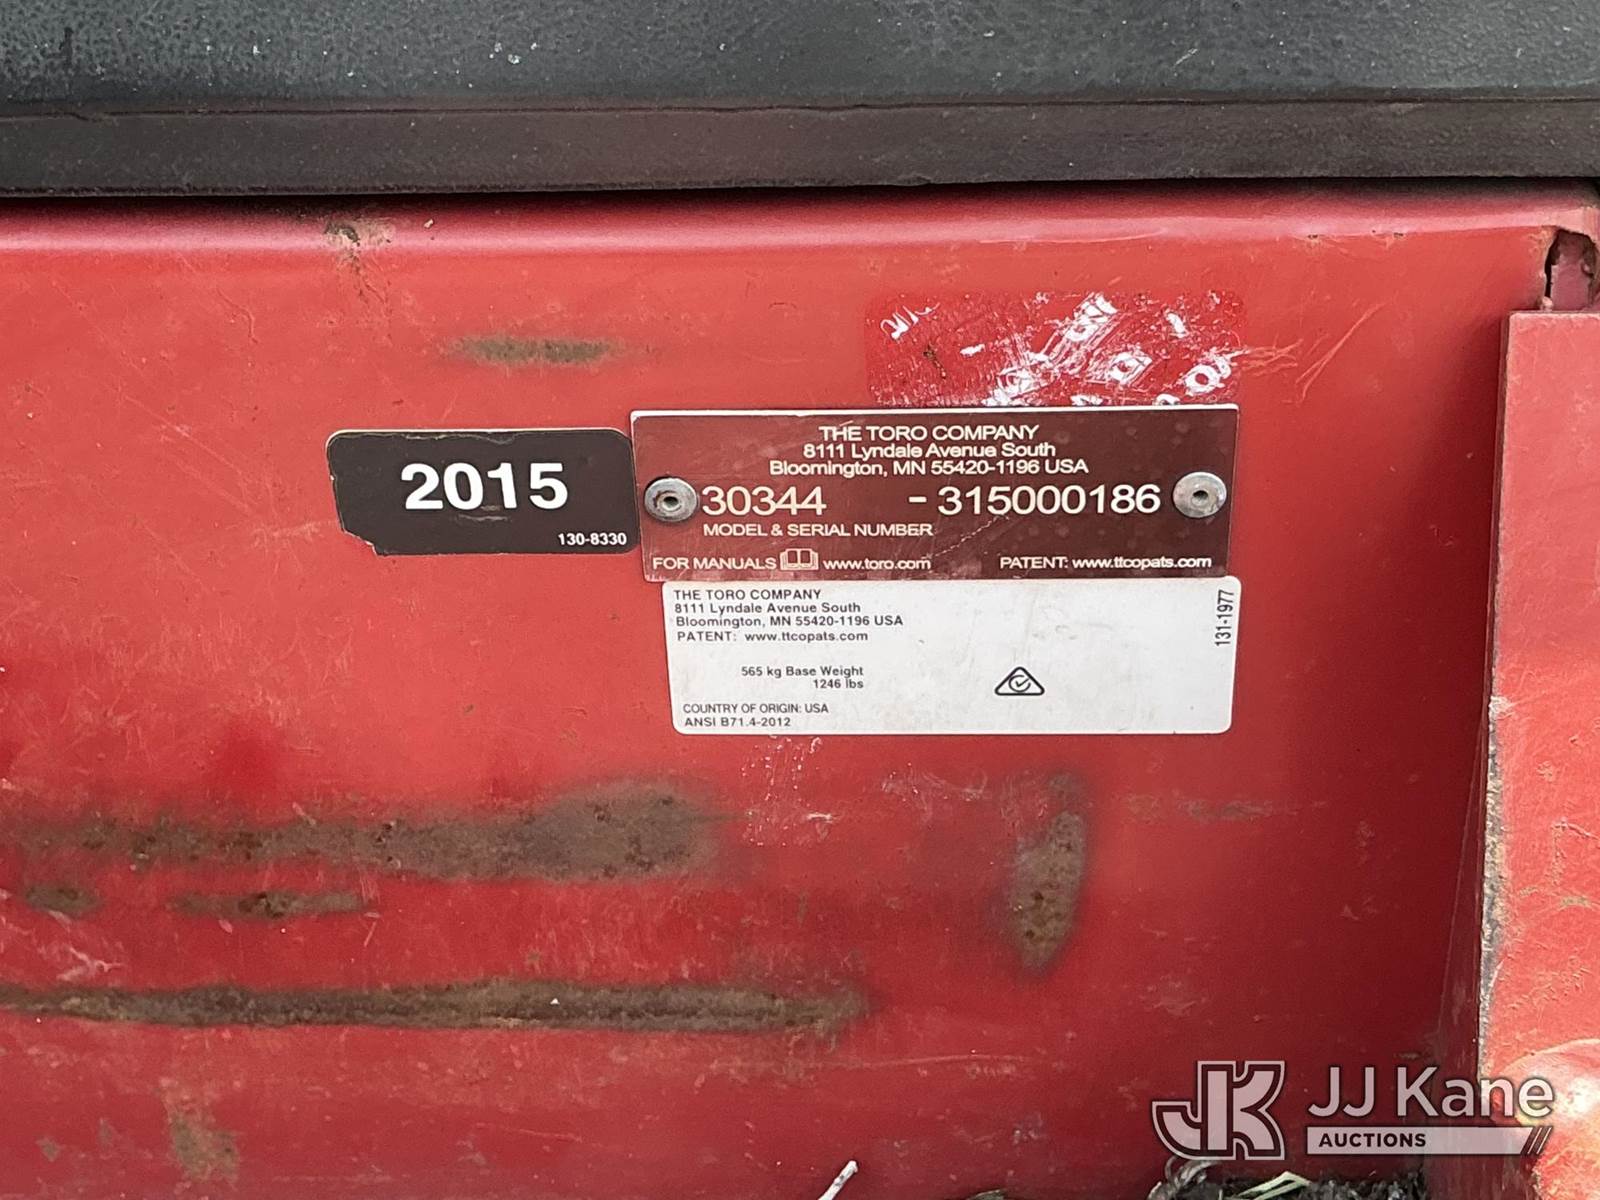 2015
130-8330
THE TORO COMPANY
8111 Lyndale Avenue South
Bloomington, MN 55420-1196 USA
30344 -315000186
MODEL & SERIAL NUMBER
FOR MANUALS www.toro.com PATENT: www.ttcopats.com
THE TORO COMPANY
8111 Lyndale Avenue South
Bloomington, MN 55420-1196 USA
PATENT: www.ttcopats.com
131-1977
565 kg Base Weight
1246 lbs
COUNTRY OF ORIGIN: USA
ANSI B71.4-2012
JK JJ Kane
AUCTIONS